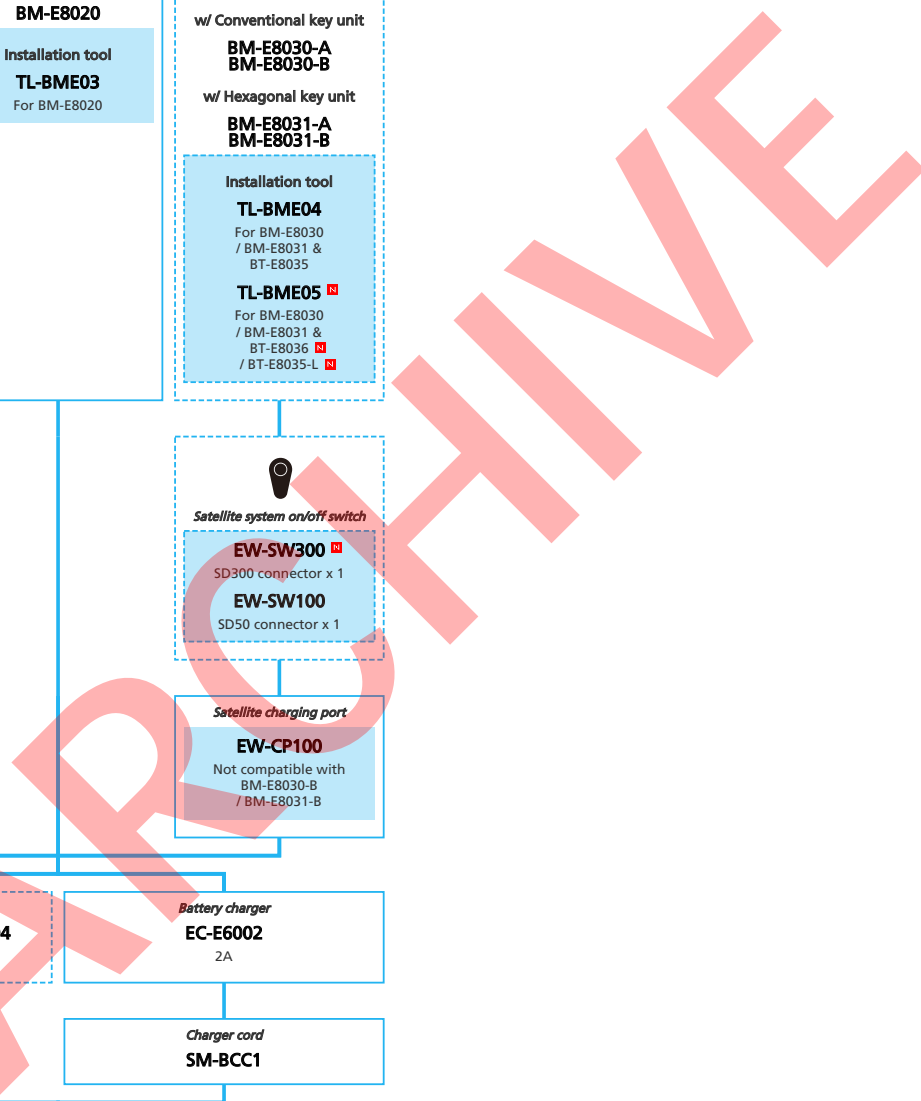 BM-E8020
Installation tool
TL-BME03
For BM-E8020
w/ Conventional key unit
BM-E8030-A
BM-E8030-B
w/ Hexagonal key unit
BM-E8031-A
BM-E8031-B
Installation tool
TL-BME04
For BM-E8030
/ BM-E8031 &
BT-E8035
TL-BME05 N
For BM-E8030
/ BM-E8031 &
BT-E8036 N
/ BT-E8035-L N
Satellite system on/off switch
EW-SW300 N
SD300 connector x 1
EW-SW100
SD50 connector x 1
Satellite charging port
EW-CP100
Not compatible with
BM-E8030-B
/ BM-E8031-B
4
Battery charger
EC-E6002
2A
Charger cord
SM-BCC1
ARCHIVE